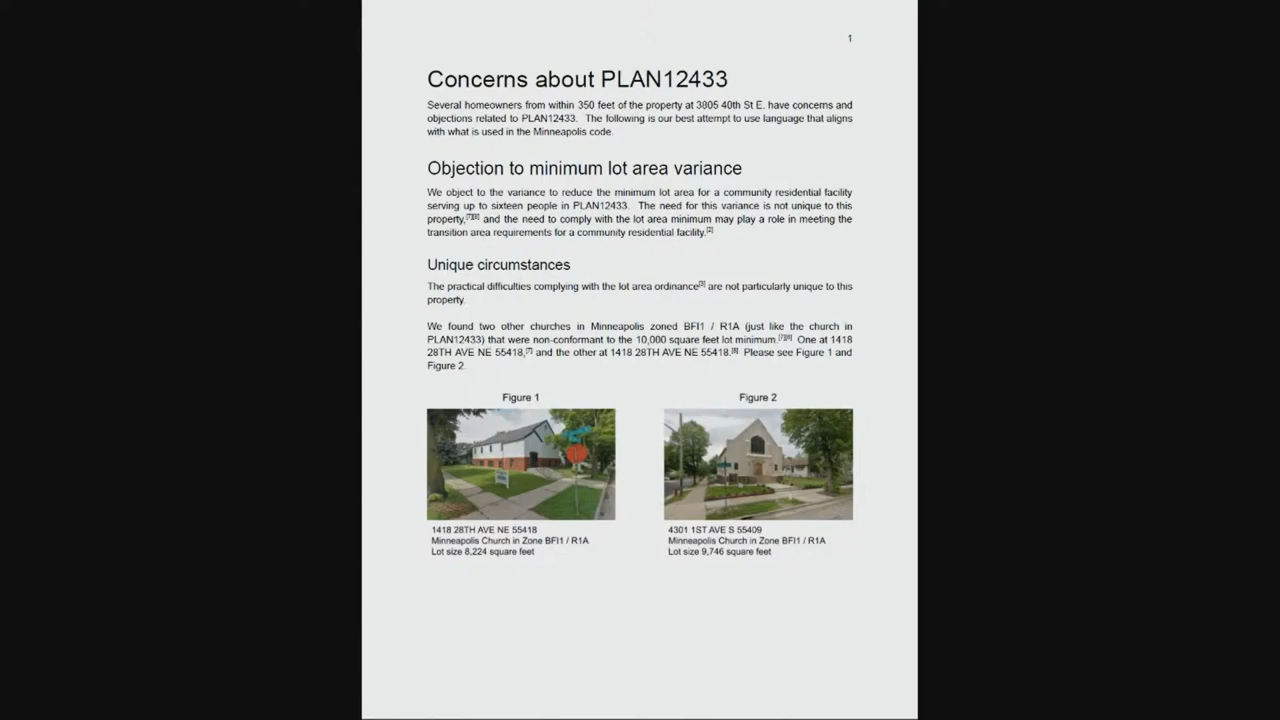 1
Concerns about PLAN12433
Several homeowners from within 350 feet of the property at 3805 40th St E. have concerns and
objections related to PLAN12433. The following is our best attempt to use language that aligns
with what is used in the Minneapolis code.
Objection to minimum lot area variance
We object to the variance to reduce the minimum lot area for a community residential facility
serving up to sixteen people in PLAN12433. The need for this variance is not unique to this
property,[7][8] and the need to comply with the lot area minimum may play a role in meeting the
transition area requirements for a community residential facility.[2]
Unique circumstances
The practical difficulties complying with the lot area ordinance[3] are not particularly unique to this
property.
We found two other churches in Minneapolis zoned BFI1 / R1A (just like the church in
PLAN12433) that were non-conformant to the 10,000 square feet lot minimum.[7][8] One at 1418
28TH AVE NE 55418,[7] and the other at 1418 28TH AVE NE 55418.[8] Please see Figure 1 and
Figure 2.
Figure 1
Figure 2
1418 28TH AVE NE 55418
Minneapolis Church in Zone BFI1 / R1A
Lot size 8,224 square feet
4301 1ST AVE S 55409
Minneapolis Church in Zone BFI1 / R1A
Lot size 9,746 square feet